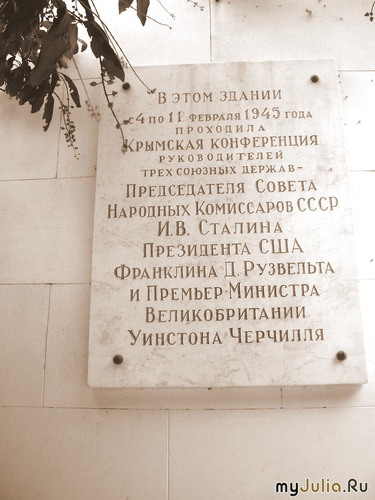 В этом здании
с 4 по 11 февраля 1945 года
проходила
Крымская конференция
руководителей
трех союзных держав–
Председателя Совета
Народных Комиссаров СССР
И.В. Сталина
Президента США
Франклина Д. Рузвельта
и Премьер-Министра
Великобритании
Уинстона Черчилля
myJulia.Ru